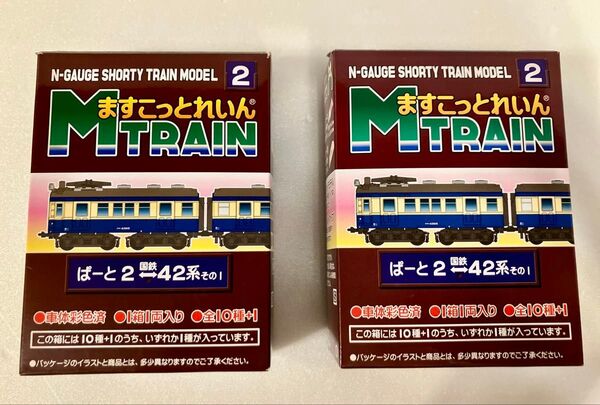 N-GAUGE SHORTY TRAIN MODEL 2
ますこっとれいん®
MTRAIN
ぱーと2 国鉄42系その1
●車体彩色済 ●1箱1両入り ●全10種+1
この箱には10種+1のうち、いずれか1種が入っています。
●パッケージのイラストと商品とは、多少異なりますのでご了承ください。
N-GAUGE SHORTY TRAIN MODEL 2
ますこっとれいん®
MTRAIN
ぱーと2 国鉄42系その1
●車体彩色済 ●1箱1両入り ●全10種+1
この箱には10種+1のうち、いずれか1種が入っています。
●パッケージのイラストと商品とは、多少異なりますのでご了承ください。